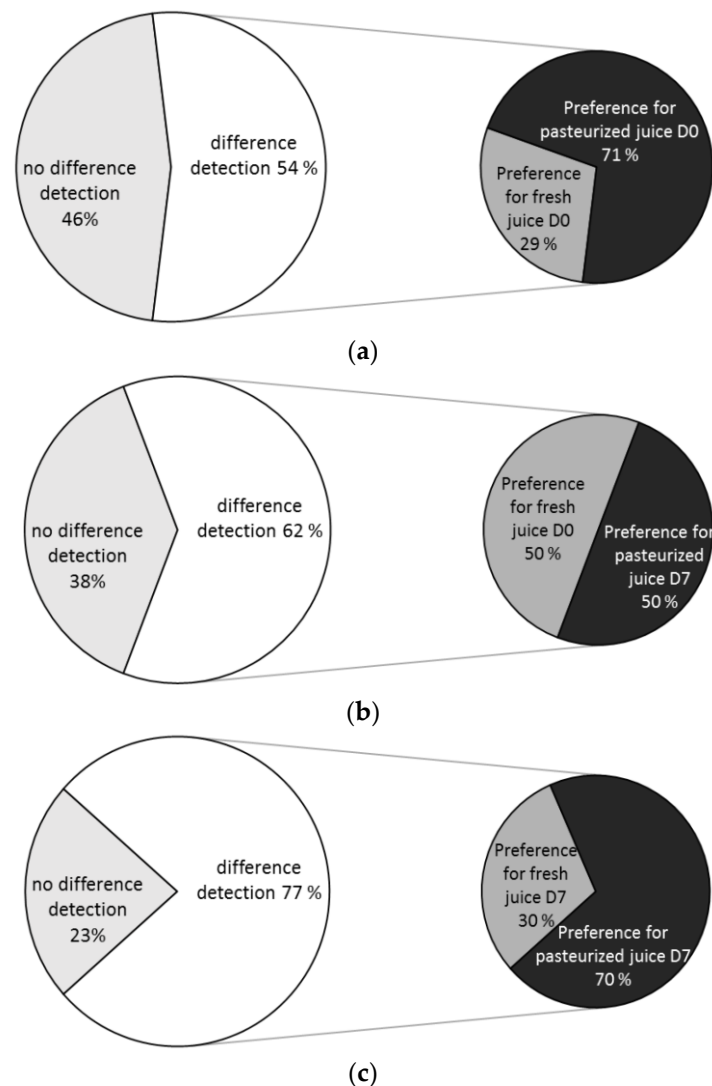 no difference
detection
46%
difference
detection 54 %
Preference for
pasteurized juice D0
71 %
Preference
for fresh
juice D0
29 %
(a)
no difference
detection
38%
difference
detection 62 %
Preference
for fresh
juice D0
50 %
Preference for
pasteurized
juice D7
50 %
(b)
no difference
detection
23%
difference
detection 77 %
Preference
for fresh
juice D7
30 %
Preference for
pasteurized juice D7
70 %
(c)